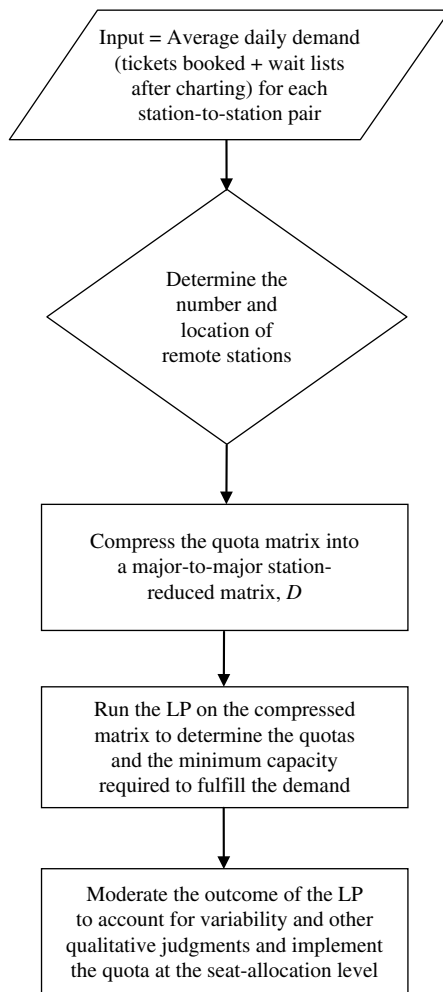 Input = Average daily demand
(tickets booked + wait lists
after charting) for each
station-to-station pair
Determine the
number and
location of
remote stations
Compress the quota matrix into
a major-to-major station-
reduced matrix, D
Run the LP on the compressed
matrix to determine the quotas
and the minimum capacity
required to fulfill the demand
Moderate the outcome of the LP
to account for variability and other
qualitative judgments and implement
the quota at the seat-allocation level